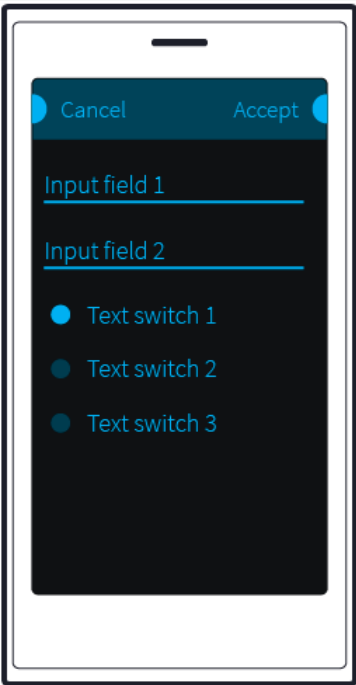 Cancel Accept
Input field 1
Input field 2
Text switch 1
Text switch 2
Text switch 3